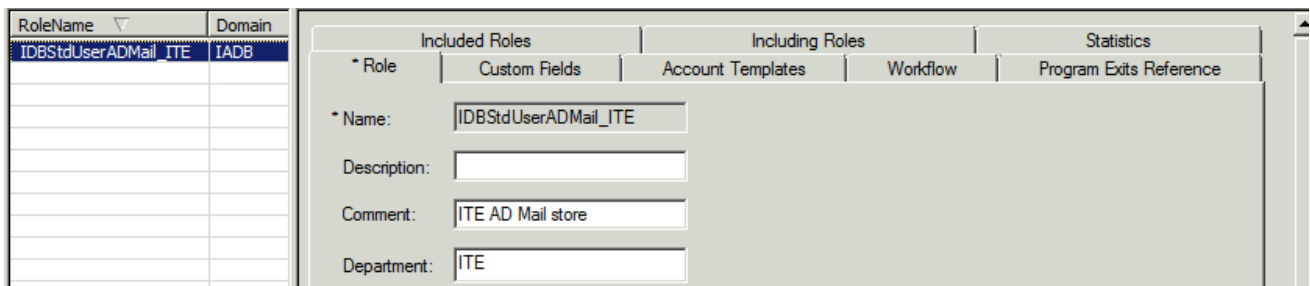 RoleName Domain
IDBStdUserADMail_ITE IADB
Included Roles Including Roles Statistics
* Role Custom Fields Account Templates Workflow Program Exits Reference
* Name: IDBStdUserADMail_ITE
Description:
Comment: ITE AD Mail store
Department: ITE